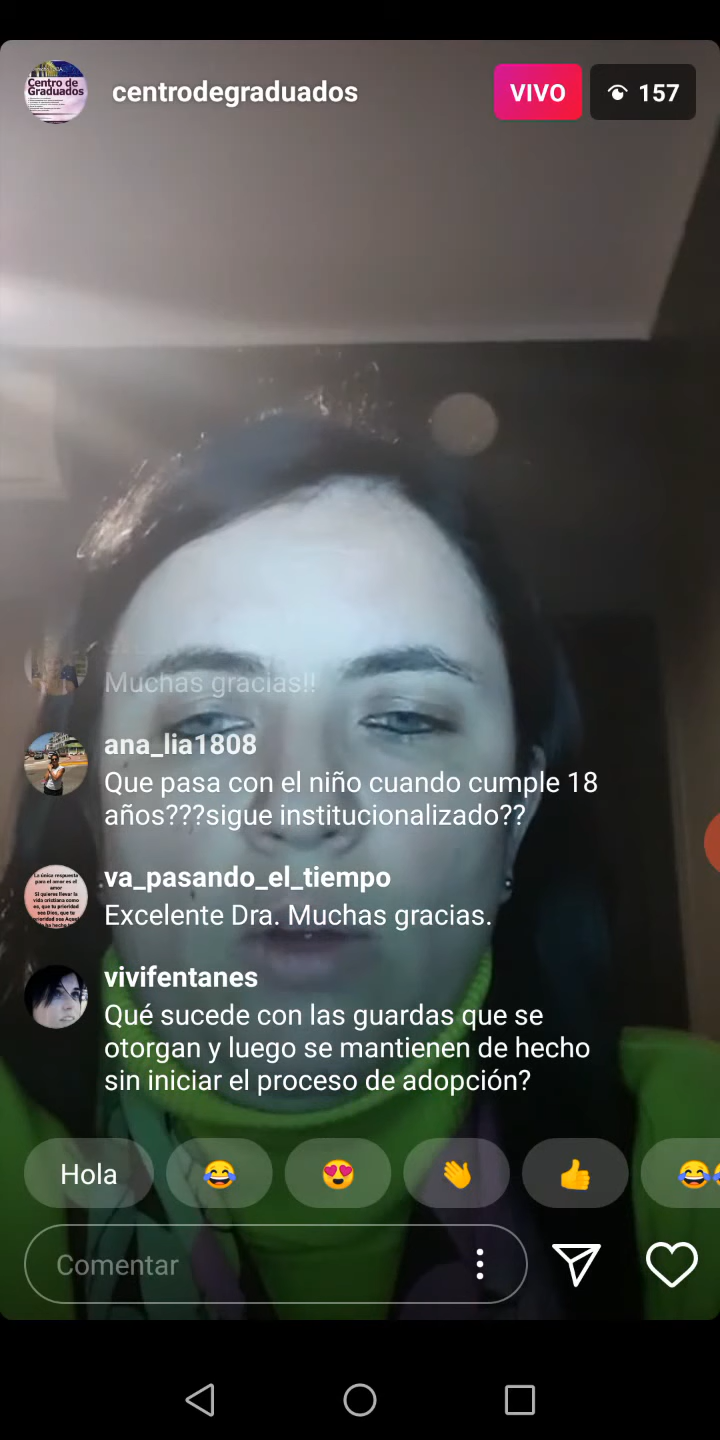 Centro de
Graduados
centrodegraduados
VIVO
157
Muchas gracias!!
ana_lia1808
Que pasa con el niño cuando cumple 18
años???sigue institucionalizado??
va_pasando_el_tiempo
Excelente Dra. Muchas gracias.
vivifentanes
Qué sucede con las guardas que se
otorgan y luego se mantienen de hecho
sin iniciar el proceso de adopción?
Hola
Comentar